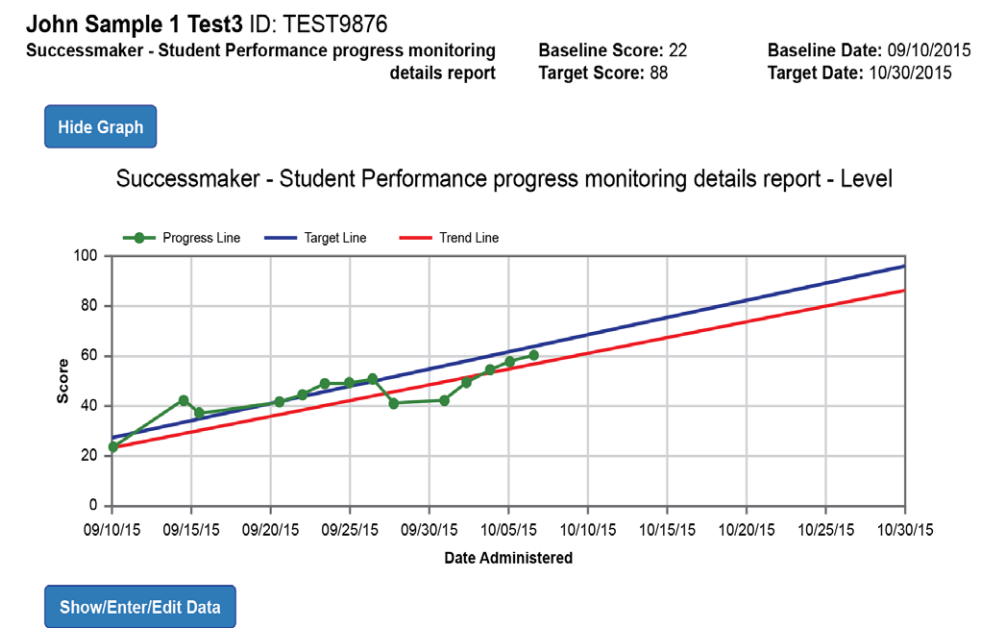 John Sample 1 Test3 ID: TEST9876
Successmaker - Student Performance progress monitoring
details report
Baseline Score: 22
Target Score: 88
Baseline Date: 09/10/2015
Target Date: 10/30/2015
Hide Graph
Successmaker - Student Performance progress monitoring details report - Level
Progress Line
Target Line
Trend Line
100
80
60
40
20
0
Score
09/10/15
09/15/15
09/20/15
09/25/15
09/30/15
10/05/15
10/10/15
10/15/15
10/20/15
10/25/15
10/30/15
Date Administered
Show/Enter/Edit Data